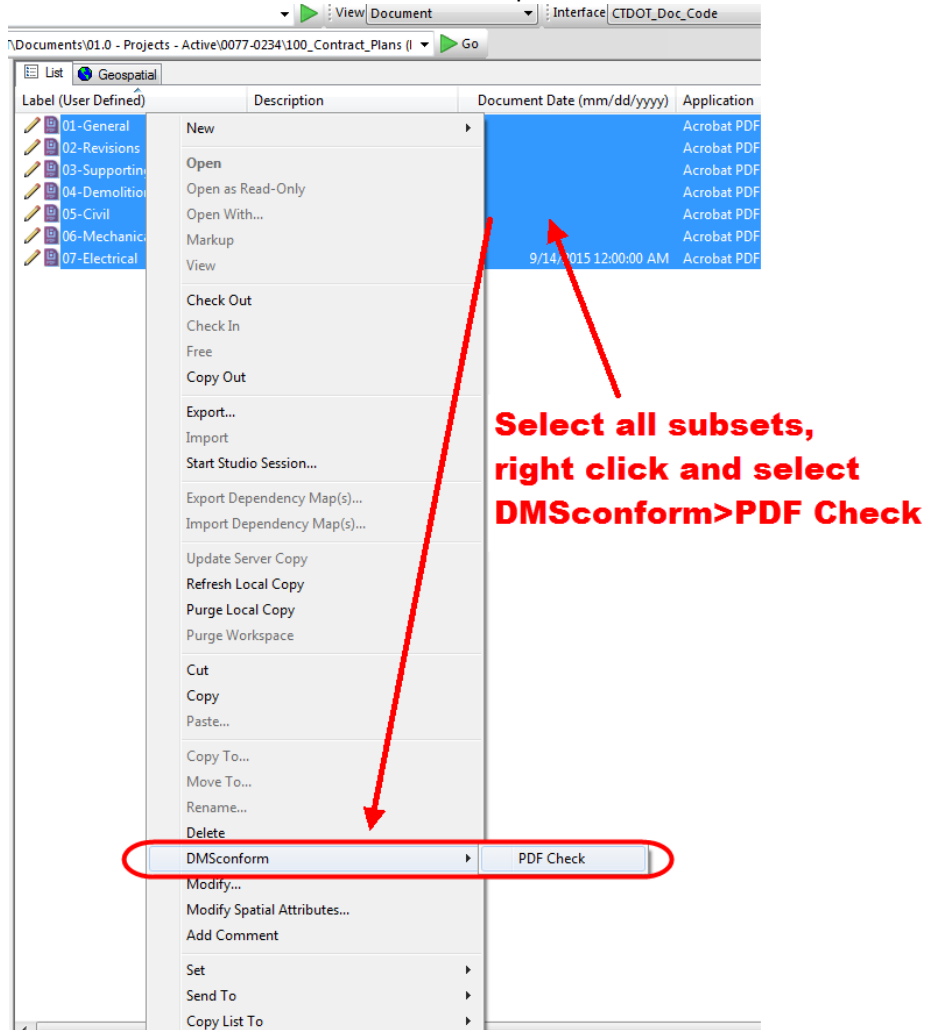 View Document Interface CTDOT_Doc_Code
\Documents\01.0 - Projects - Active\0077-0234\100_Contract_Plans (I Go
List Geospatial
Label (User Defined) Description Document Date (mm/dd/yyyy) Application
01-General Acrobat PDF
02-Revisions Acrobat PDF
03-Supporting Acrobat PDF
04-Demolition Acrobat PDF
05-Civil Acrobat PDF
06-Mechanica Acrobat PDF
07-Electrical 9/14/2015 12:00:00 AM Acrobat PDF
New
Open
Open as Read-Only
Open With...
Markup
View
Check Out
Check In
Free
Copy Out
Export...
Import
Start Studio Session...
Export Dependency Map(s)...
Import Dependency Map(s)...
Update Server Copy
Refresh Local Copy
Purge Local Copy
Purge Workspace
Cut
Copy
Paste...
Copy To...
Move To...
Rename...
Delete
DMSconform PDF Check
Modify...
Modify Spatial Attributes...
Add Comment
Set
Send To
Copy List To
Select all subsets,
right click and select
DMSconform>PDF Check